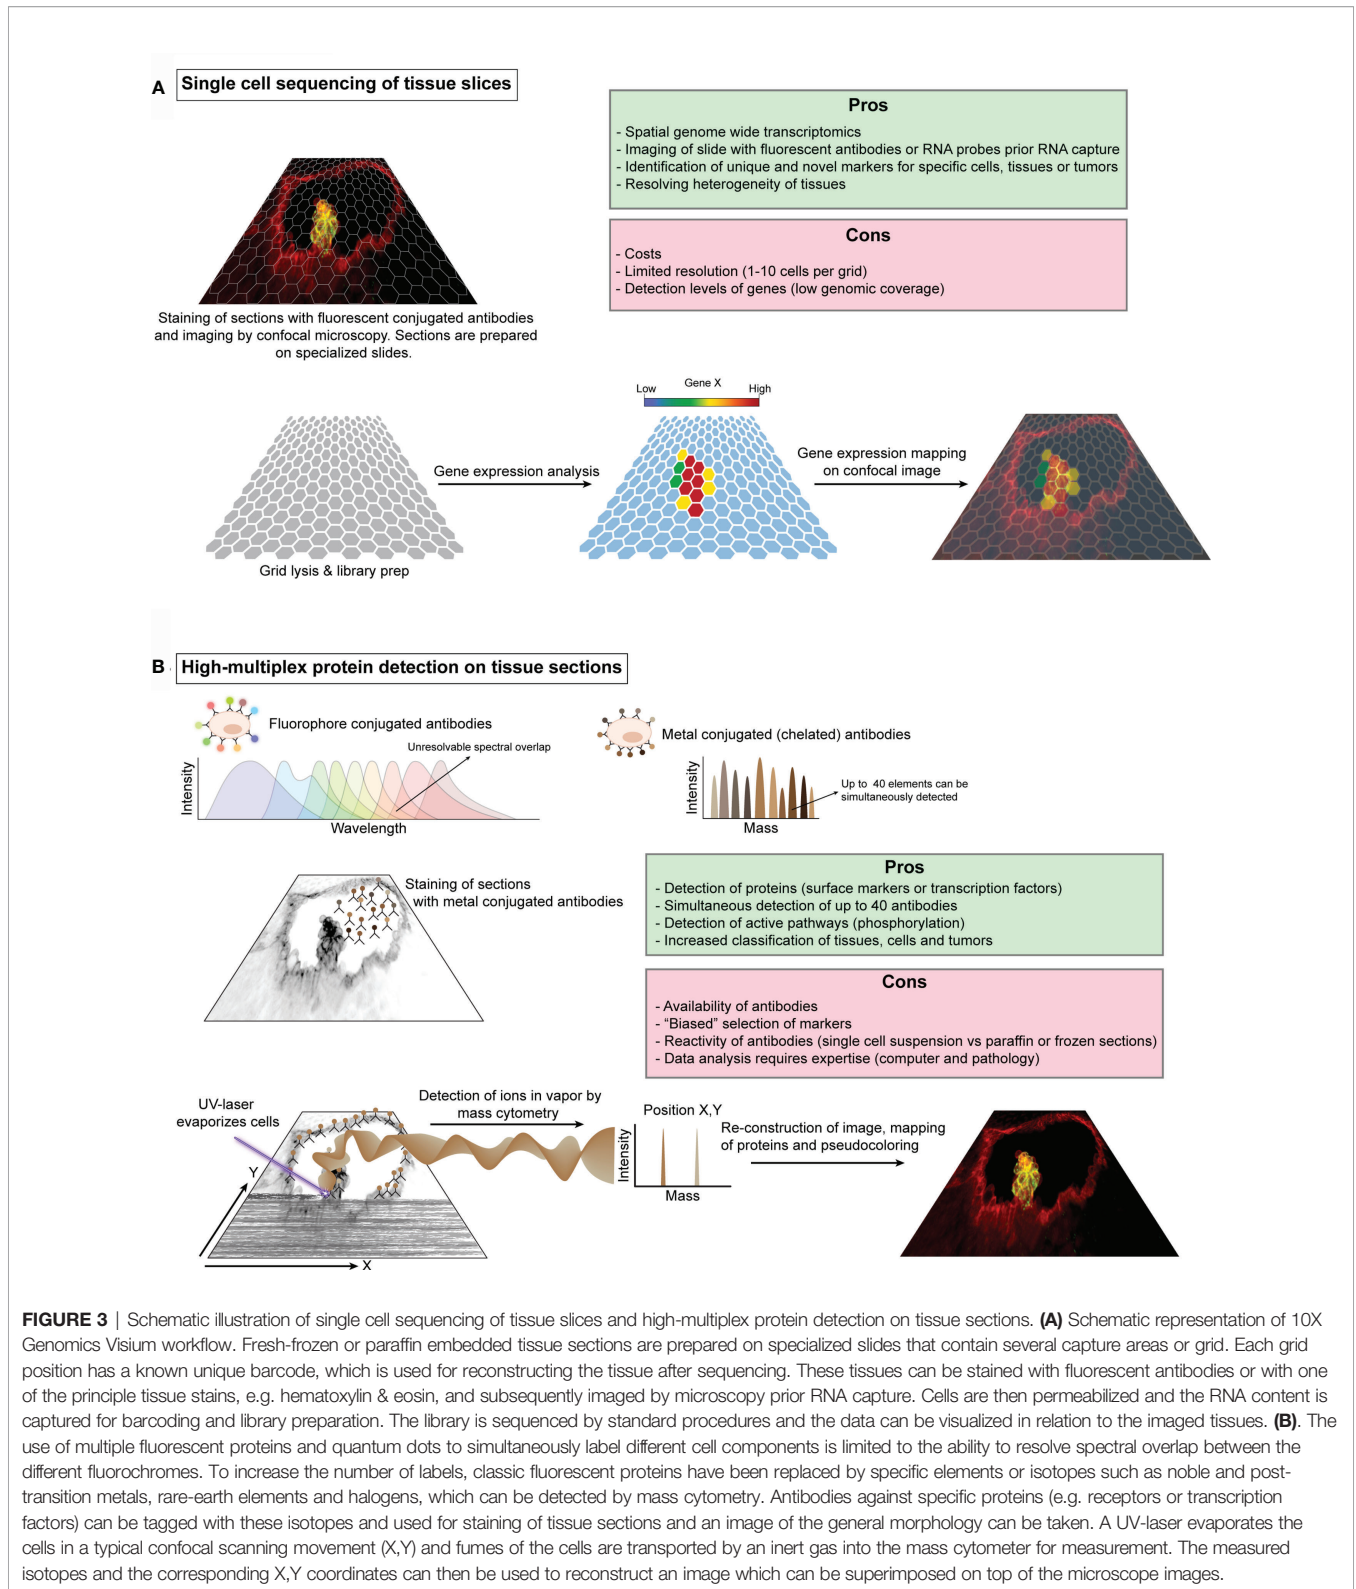 A
Single cell sequencing of tissue slices
Pros
- Spatial genome wide transcriptomics
- Imaging of slide with fluorescent antibodies or RNA probes prior RNA capture
- Identification of unique and novel markers for specific cells, tissues or tumors
- Resolving heterogeneity of tissues
Cons
- Costs
- Limited resolution (1-10 cells per grid)
- Detection levels of genes (low genomic coverage)
Staining of sections with fluorescent conjugated antibodies
and imaging by confocal microscopy. Sections are prepared
on specialized slides.
Gene X
Low
High
Gene expression analysis
Gene expression mapping
on confocal image
Grid lysis & library prep
B
High-multiplex protein detection on tissue sections
Fluorophore conjugated antibodies
Unresolvable spectral overlap
Intensity
Wavelength
Metal conjugated (chelated) antibodies
Intensity
Up to 40 elements can be
simultaneously detected
Mass
Staining of sections
with metal conjugated antibodies
Pros
- Detection of proteins (surface markers or transcription factors)
- Simultaneous detection of up to 40 antibodies
- Detection of active pathways (phosphorylation)
- Increased classification of tissues, cells and tumors
Cons
- Availability of antibodies
- “Biased” selection of markers
- Reactivity of antibodies (single cell suspension vs paraffin or frozen sections)
- Data analysis requires expertise (computer and pathology)
UV-laser
evaporizes cells
Y
X
Detection of ions in vapor by
mass cytometry
Position X,Y
Intensity
Mass
Re-construction of image, mapping
of proteins and pseudocoloring
FIGURE 3 | Schematic illustration of single cell sequencing of tissue slices and high-multiplex protein detection on tissue sections. (A) Schematic representation of 10X
Genomics Visium workflow. Fresh-frozen or paraffin embedded tissue sections are prepared on specialized slides that contain several capture areas or grid. Each grid
position has a known unique barcode, which is used for reconstructing the tissue after sequencing. These tissues can be stained with fluorescent antibodies or with one
of the principle tissue stains, e.g. hematoxylin & eosin, and subsequently imaged by microscopy prior RNA capture. Cells are then permeabilized and the RNA content is
captured for barcoding and library preparation. The library is sequenced by standard procedures and the data can be visualized in relation to the imaged tissues. (B). The
use of multiple fluorescent proteins and quantum dots to simultaneously label different cell components is limited to the ability to resolve spectral overlap between the
different fluorochromes. To increase the number of labels, classic fluorescent proteins have been replaced by specific elements or isotopes such as noble and post-
transition metals, rare-earth elements and halogens, which can be detected by mass cytometry. Antibodies against specific proteins (e.g. receptors or transcription
factors) can be tagged with these isotopes and used for staining of tissue sections and an image of the general morphology can be taken. A UV-laser evaporates the
cells in a typical confocal scanning movement (X,Y) and fumes of the cells are transported by an inert gas into the mass cytometer for measurement. The measured
isotopes and the corresponding X,Y coordinates can then be used to reconstruct an image which can be superimposed on top of the microscope images.